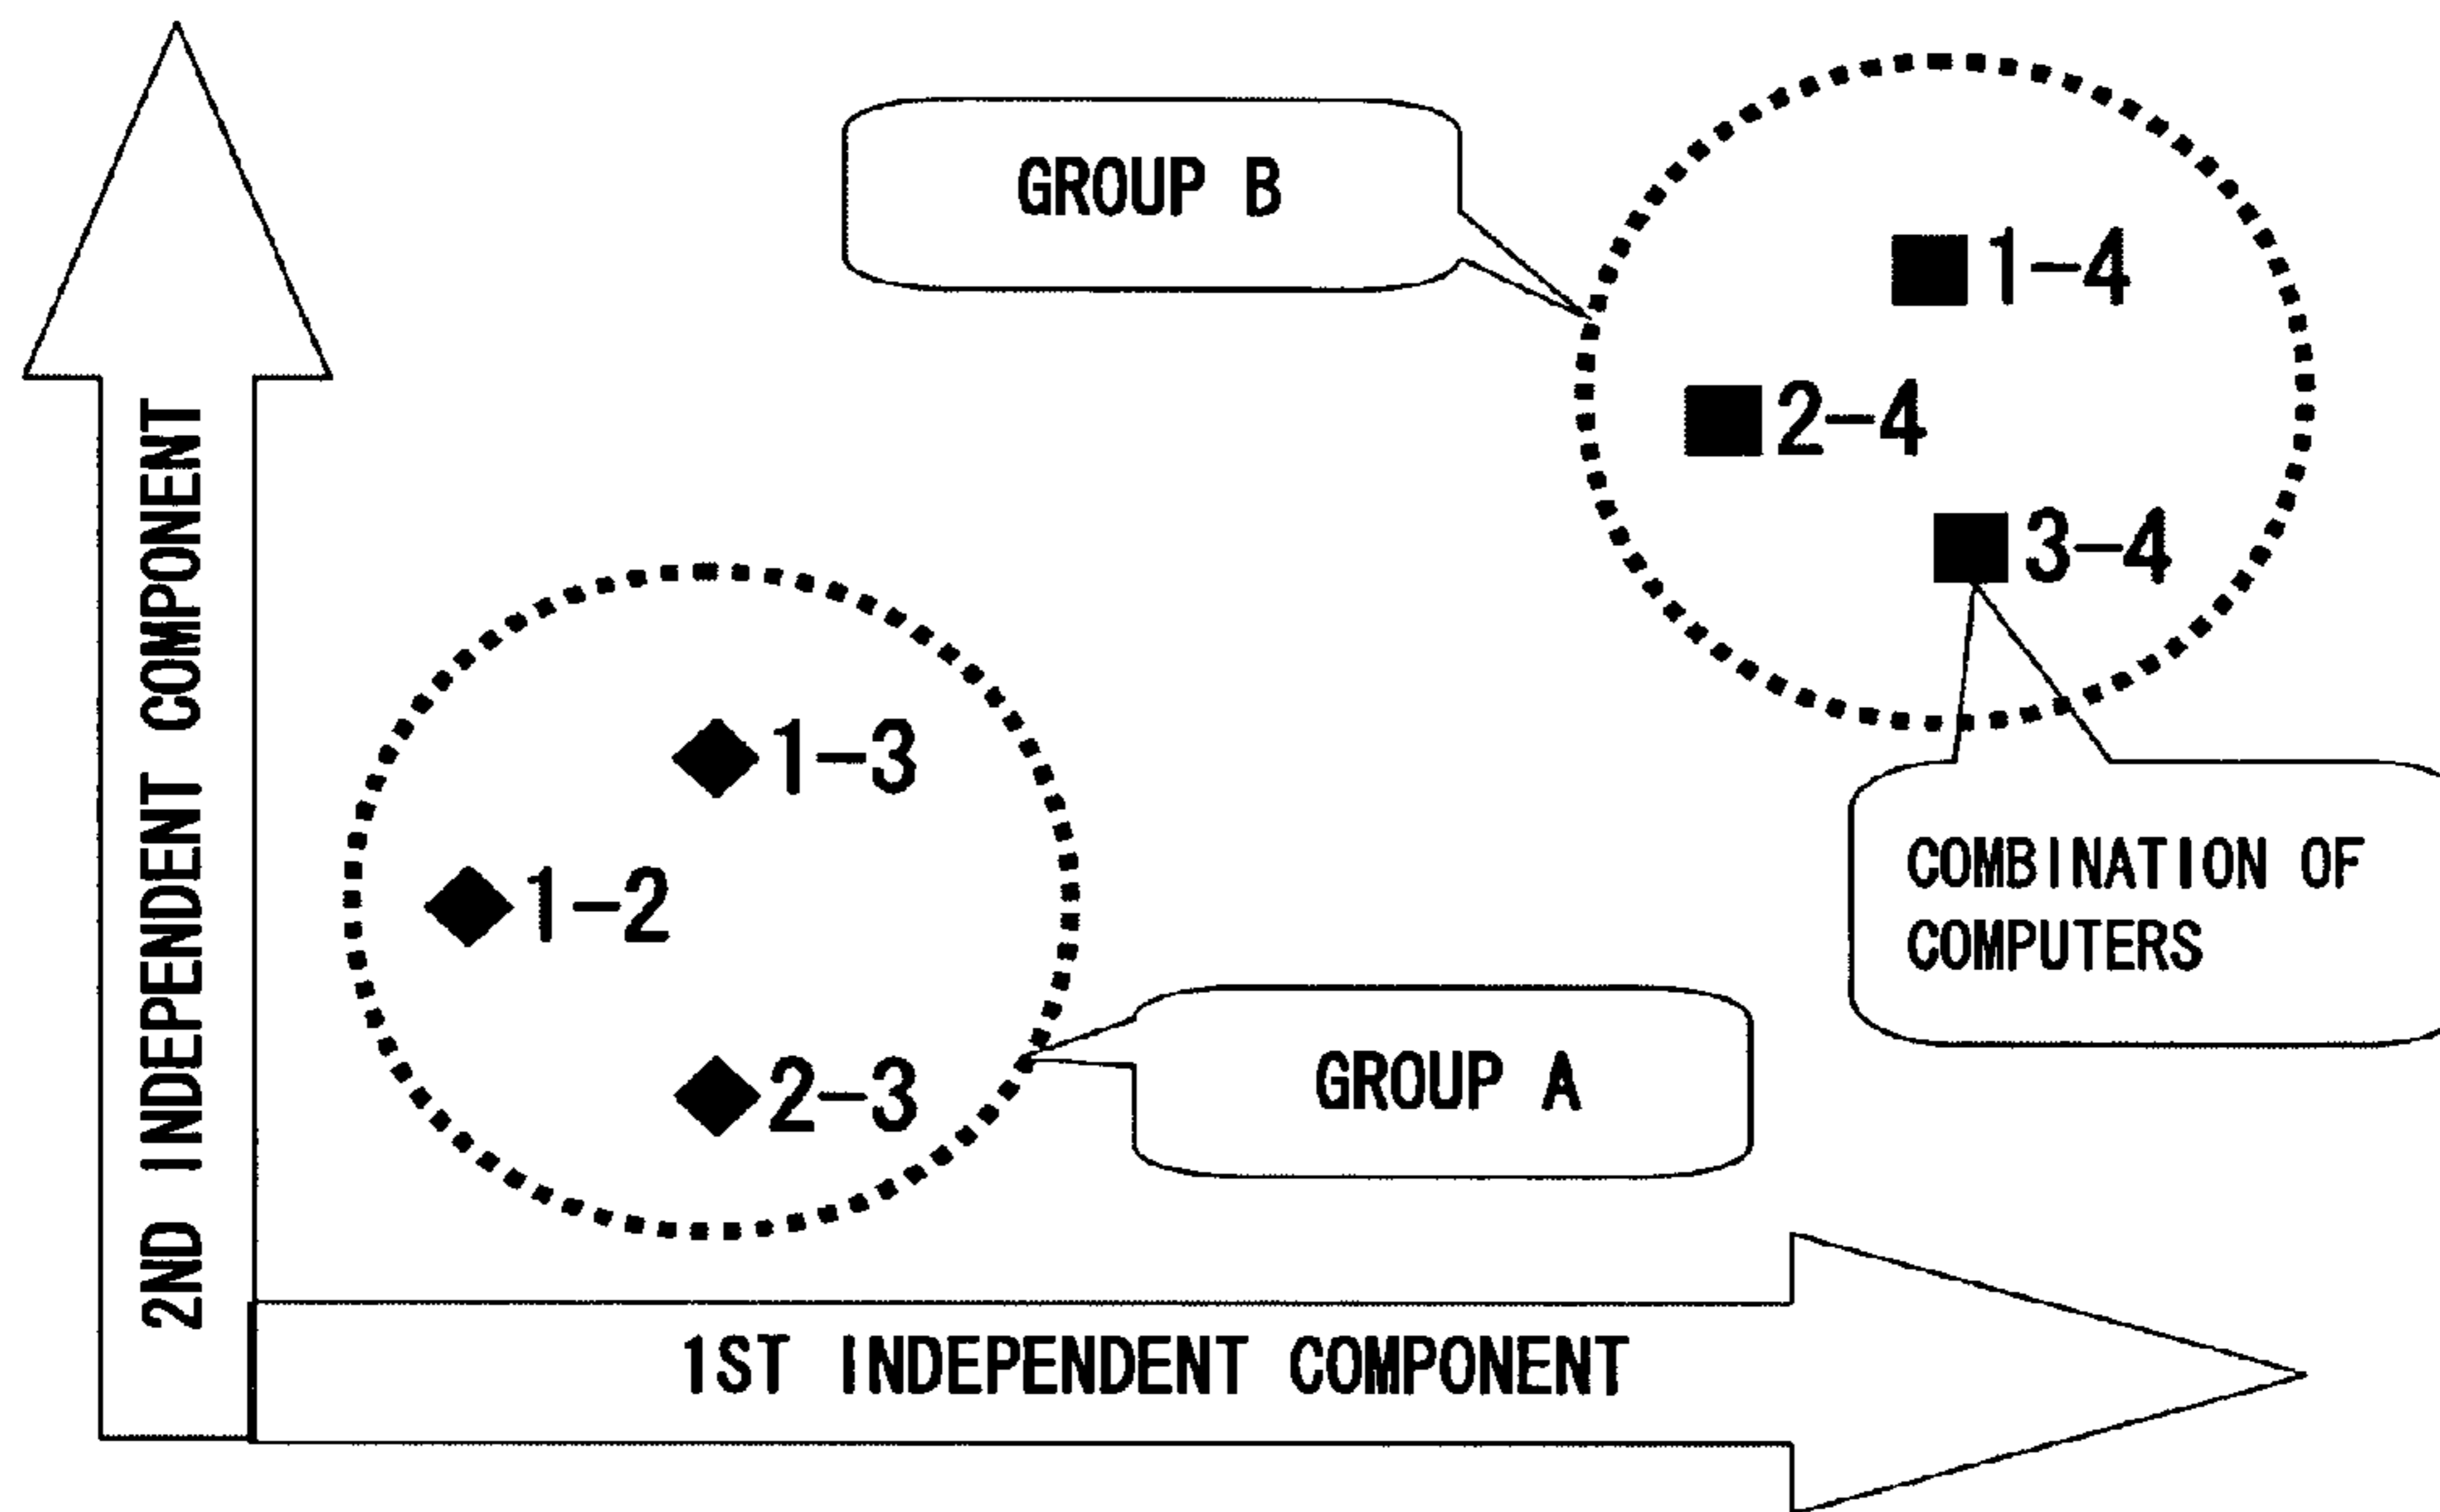 GROUP B
1-4
2-4
3-4
2ND INDEPENDENT COMPONENT
1-3
1-2
2-3
COMBINATION OF
COMPUTERS
GROUP A
1ST INDEPENDENT COMPONENT